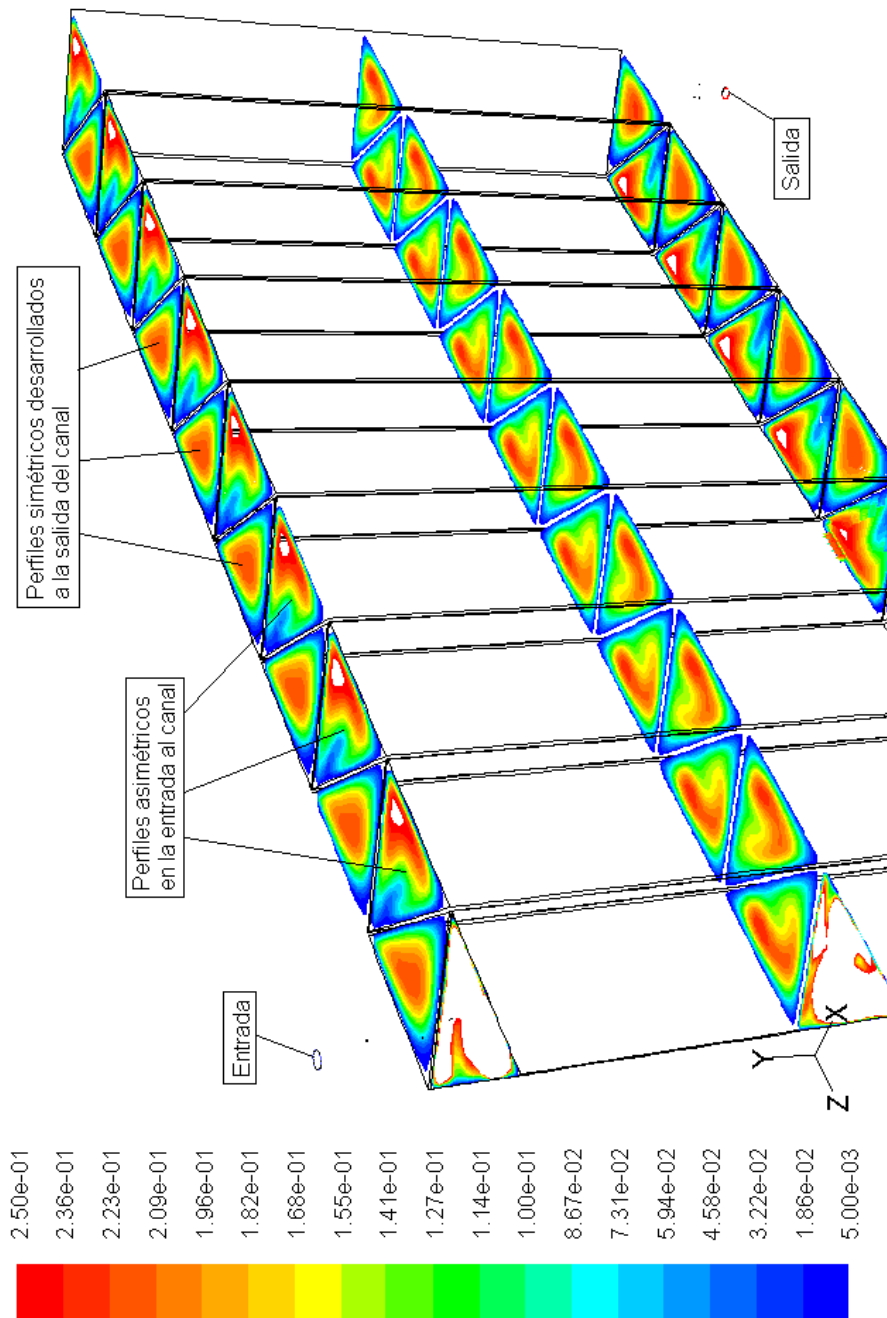 Perfiles simétricos desarrollados
a la salida del canal
Perfiles asimétricos
en la entrada al canal
Entrada
Salida
Y
X
Z
2.50e-01
2.36e-01
2.23e-01
2.09e-01
1.96e-01
1.82e-01
1.68e-01
1.55e-01
1.41e-01
1.27e-01
1.14e-01
1.00e-01
8.67e-02
7.31e-02
5.94e-02
4.58e-02
3.22e-02
1.86e-02
5.00e-03